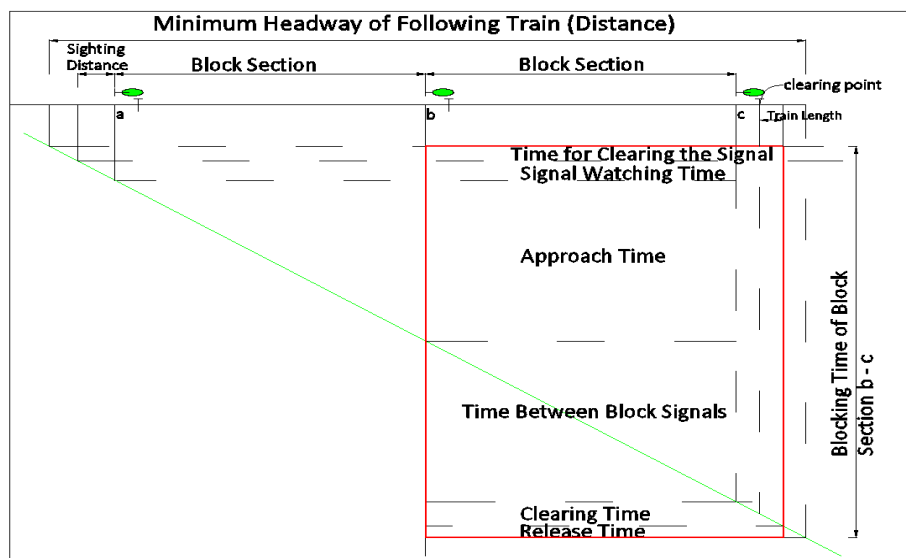 Minimum Headway of Following Train (Distance)
Sighting
Distance
Block Section
Block Section
clearing point
a
b
c
Train Length
Time for Clearing the Signal
Signal Watching Time
Approach Time
Time Between Block Signals
Clearing Time
Release Time
Blocking Time of Block
Section b - c